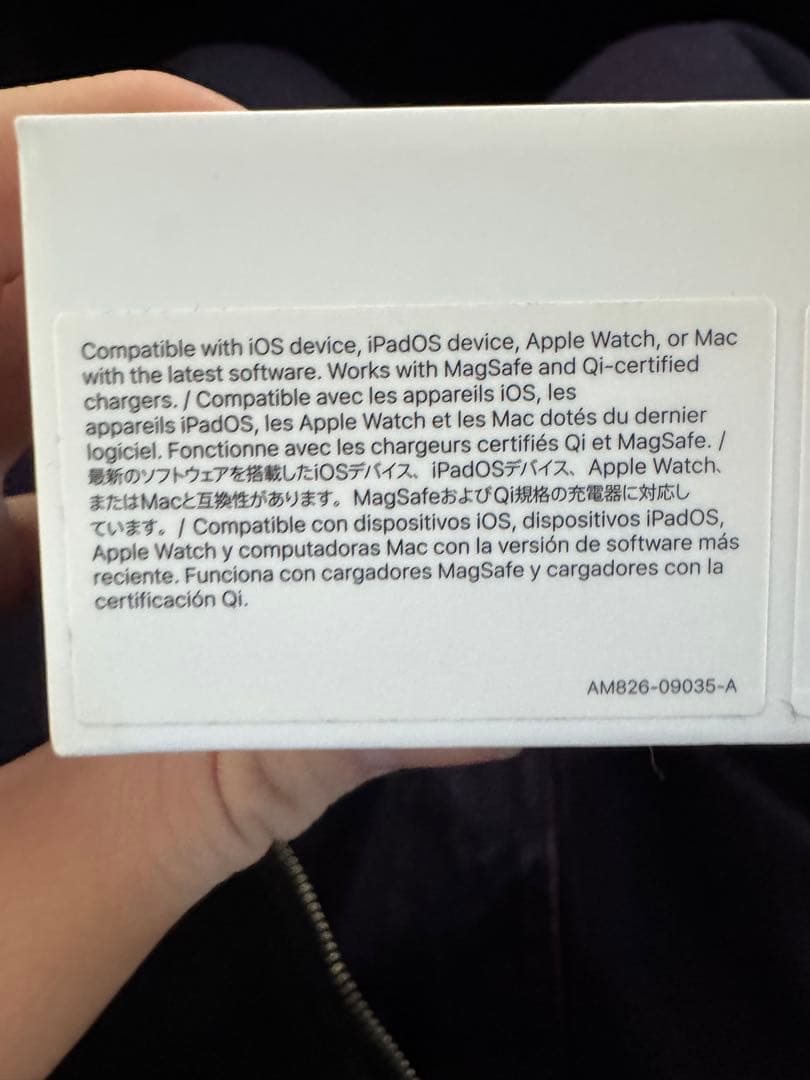 Compatible with iOS device, iPadOS device, Apple Watch, or Mac
with the latest software. Works with MagSafe and Qi-certified
chargers. / Compatible avec les appareils iOS, les
appareils iPadOS, les Apple Watch et les Mac dotés du dernier
logiciel. Fonctionne avec les chargeurs certifiés Qi et MagSafe. /
最新のソフトウェアを搭載したiOSデバイス、iPadOSデバイス、Apple Watch、
またはMacと互換性があります。MagSafeおよびQi規格の充電器に対応し
ています。/ Compatible con dispositivos iOS, dispositivos iPadOS,
Apple Watch y computadoras Mac con la versión de software más
reciente. Funciona con cargadores MagSafe y cargadores con la
certificación Qi.
AM826-09035-A